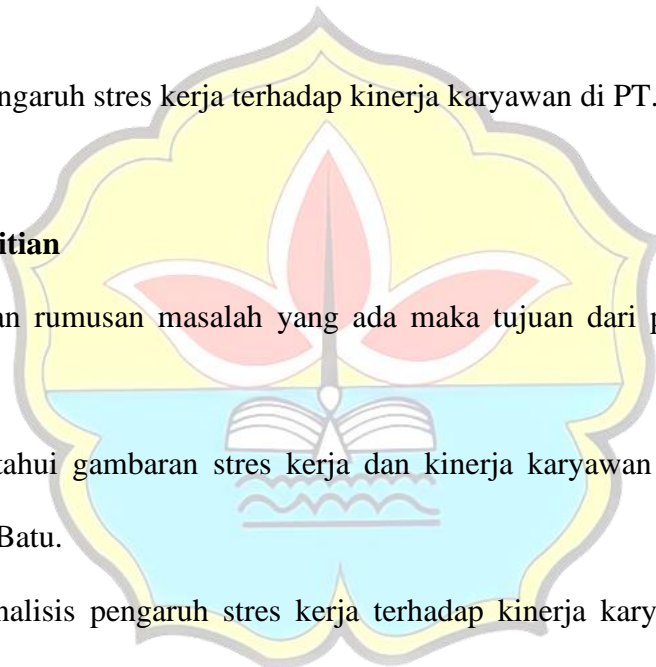 ngaruh stres kerja terhadap kinerja karyawan di PT.
itian
an rumusan masalah yang ada maka tujuan dari p
tahui gambaran stres kerja dan kinerja karyawan
Batu.
nalisis pengaruh stres kerja terhadap kinerja kary